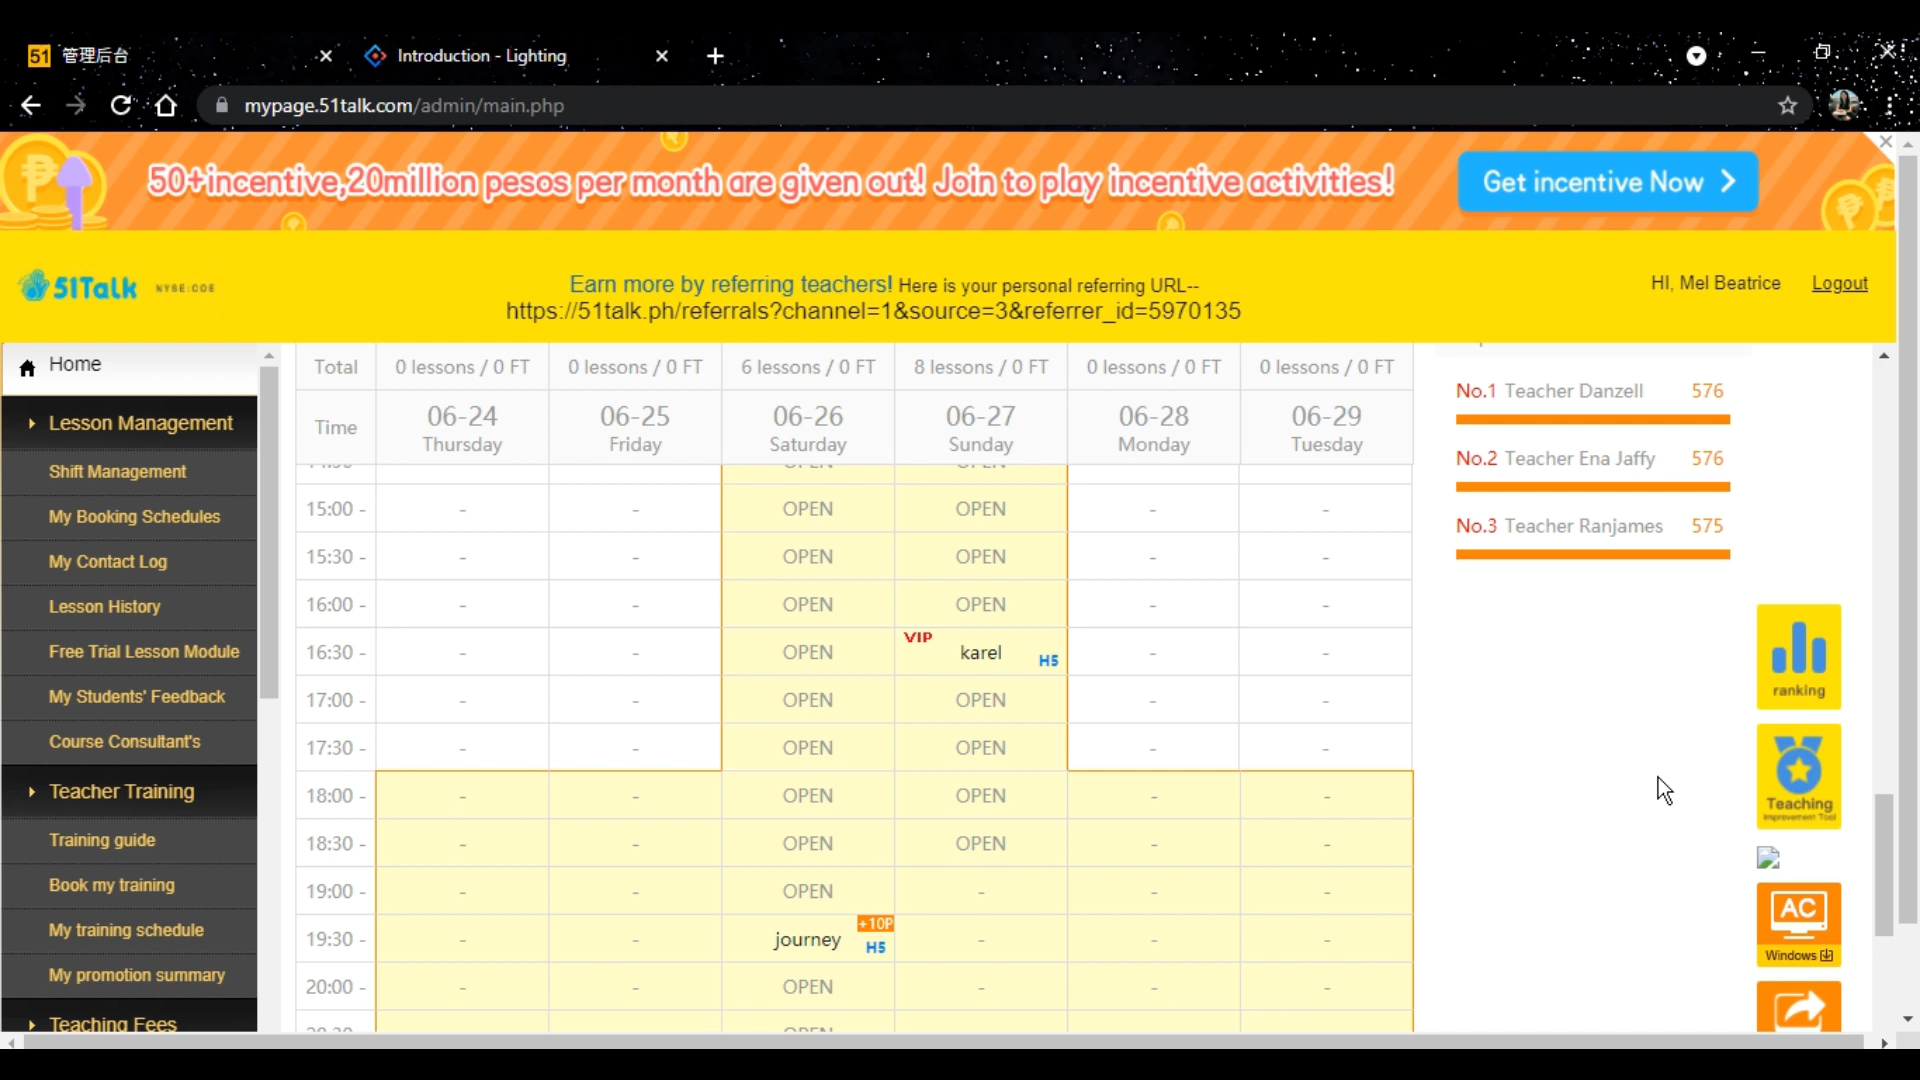 51 管理后台
Introduction - Lighting
mypage.51talk.com/admin/main.php
50+incentive,20million pesos per month are given out! Join to play incentive activities!
Get incentive Now
51Talk NYSE:COE
Earn more by referring teachers! Here is your personal referring URL--
https://51talk.ph/referrals?channel=1&source=3&referrer_id=5970135
HI, Mel Beatrice Logout
Home
Lesson Management
Shift Management
My Booking Schedules
My Contact Log
Lesson History
Free Trial Lesson Module
My Students' Feedback
Course Consultant's
Teacher Training
Training guide
Book my training
My training schedule
My promotion summary
Teaching Fees
Total 0 lessons / 0 FT 0 lessons / 0 FT 6 lessons / 0 FT 8 lessons / 0 FT 0 lessons / 0 FT 0 lessons / 0 FT
Time 06-24 06-25 06-26 06-27 06-28 06-29
Thursday Friday Saturday Sunday Monday Tuesday
15:00 - - - OPEN OPEN - -
15:30 - - - OPEN OPEN - -
16:00 - - - OPEN OPEN - -
16:30 - - - OPEN VIP karel H5 - -
17:00 - - - OPEN OPEN - -
17:30 - - - OPEN OPEN - -
18:00 - - - OPEN OPEN - -
18:30 - - - OPEN OPEN - -
19:00 - - - OPEN - - -
19:30 - - - journey +10P H5 - - -
20:00 - - - OPEN - - -
No.1 Teacher Danzell 576
No.2 Teacher Ena Jaffy 576
No.3 Teacher Ranjames 575
ranking
Teaching
Improvement Tool
AC
Windows